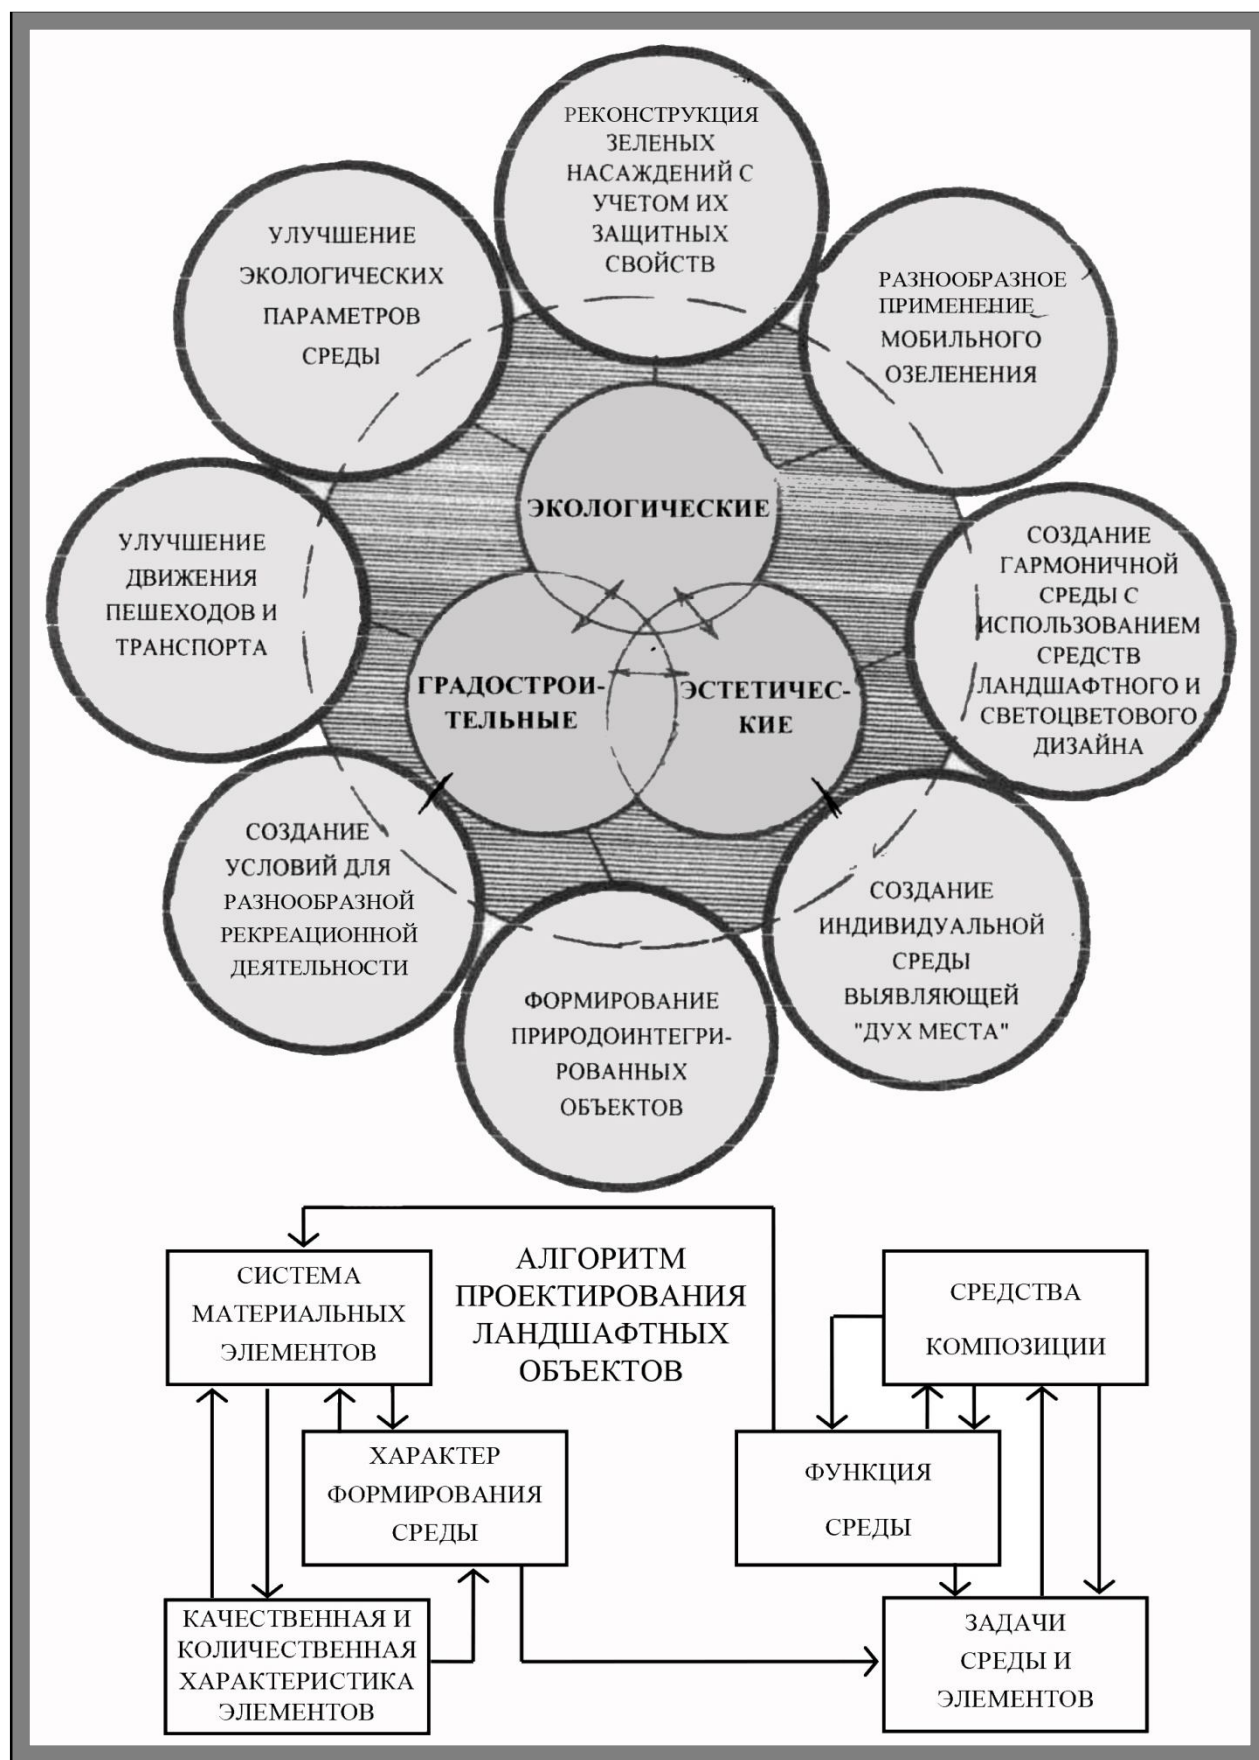 РЕКОНСТРУКЦИЯ
ЗЕЛЕНЫХ
НАСАЖДЕНИЙ С
УЧЕТОМ ИХ
ЗАЩИТНЫХ
СВОЙСТВ
УЛУЧШЕНИЕ
ЭКОЛОГИЧЕСКИХ
ПАРАМЕТРОВ
СРЕДЫ
РАЗНООБРАЗНОЕ
ПРИМЕНЕНИЕ
МОБИЛЬНОГО
ОЗЕЛЕНЕНИЯ
ЭКОЛОГИЧЕСКИЕ
УЛУЧШЕНИЕ
ДВИЖЕНИЯ
ПЕШЕХОДОВ И
ТРАНСПОРТА
СОЗДАНИЕ
ГАРМОНИЧНОЙ
СРЕДЫ С
ИСПОЛЬЗОВАНИЕМ
СРЕДСТВ
ЛАНДШАФТНОГО И
СВЕТОЦВЕТОВОГО
ДИЗАЙНА
ГРАДОСТРОИ-
ТЕЛЬНЫЕ
ЭСТЕТИЧЕС-
КИЕ
СОЗДАНИЕ
УСЛОВИЙ ДЛЯ
РАЗНООБРАЗНОЙ
РЕКРЕАЦИОННОЙ
ДЕЯТЕЛЬНОСТИ
СОЗДАНИЕ
ИНДИВИДУАЛЬНОЙ
СРЕДЫ
ВЫЯВЛЯЮЩЕЙ
"ДУХ МЕСТА"
ФОРМИРОВАНИЕ
ПРИРОДОИНТЕГРИ-
РОВАННЫХ
ОБЪЕКТОВ
АЛГОРИТМ
ПРОЕКТИРОВАНИЯ
ЛАНДШАФТНЫХ
ОБЪЕКТОВ
СИСТЕМА
МАТЕРИАЛЬНЫХ
ЭЛЕМЕНТОВ
СРЕДСТВА
КОМПОЗИЦИИ
ХАРАКТЕР
ФОРМИРОВАНИЯ
СРЕДЫ
ФУНКЦИЯ
СРЕДЫ
КАЧЕСТВЕННАЯ И
КОЛИЧЕСТВЕННАЯ
ХАРАКТЕРИСТИКА
ЭЛЕМЕНТОВ
ЗАДАЧИ
СРЕДЫ И
ЭЛЕМЕНТОВ